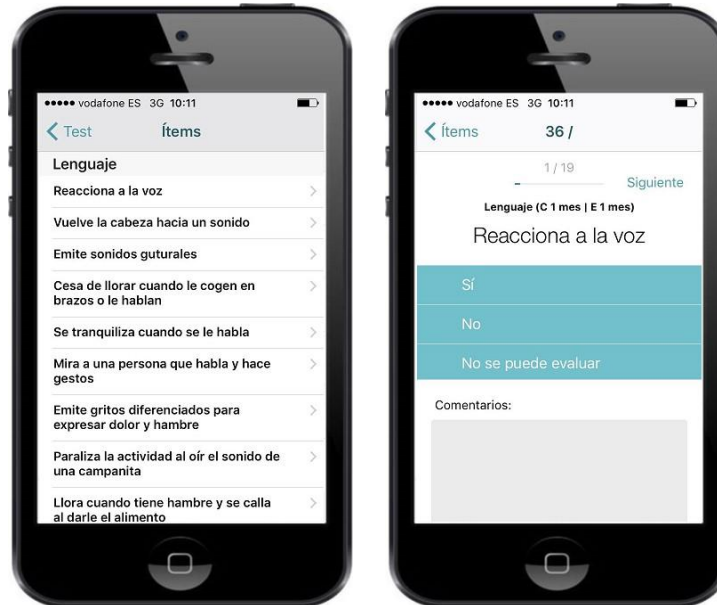 vodafone ES 3G 10:11
Test Ítems
Lenguaje
Reacciona a la voz
Vuelve la cabeza hacia un sonido
Emite sonidos guturales
Cesa de llorar cuando le cogen en
brazos o le hablan
Se tranquiliza cuando se le habla
Mira a una persona que habla y hace
gestos
Emite gritos diferenciados para
expresar dolor y hambre
Paraliza la actividad al oír el sonido de
una campanita
Llora cuando tiene hambre y se calla
al darle el alimento
vodafone ES 3G 10:11
Ítems 36 /
1 / 19
Siguiente
Lenguaje (C 1 mes | E 1 mes)
Reacciona a la voz
Sí
No
No se puede evaluar
Comentarios: